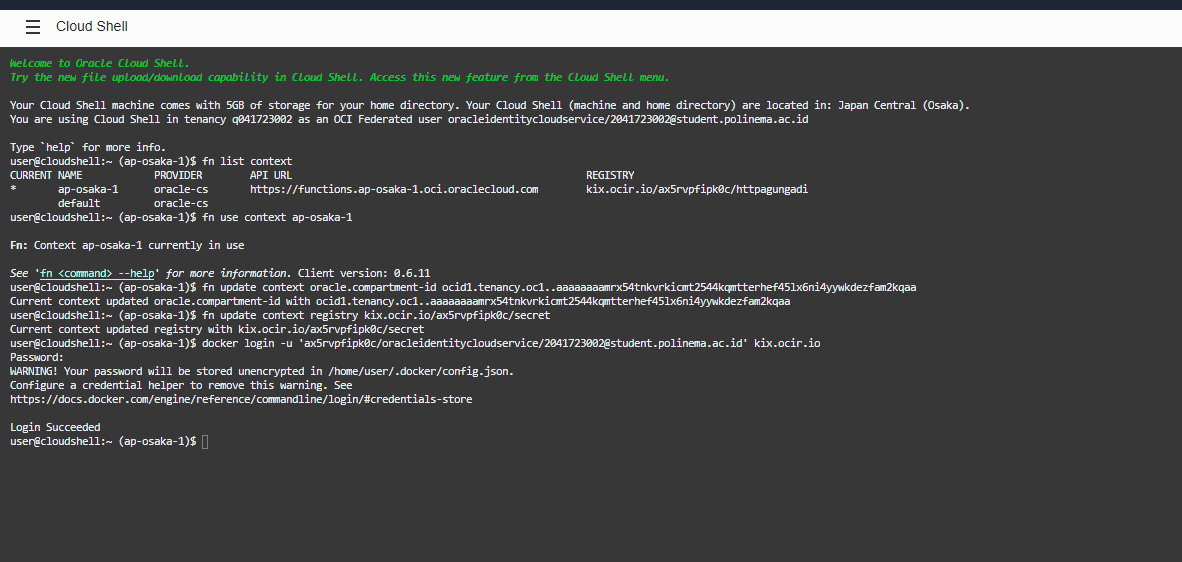 Cloud Shell
Welcome to Oracle Cloud Shell.
Try the new file upload/download capability in Cloud Shell. Access this new feature from the Cloud Shell menu.
Your Cloud Shell machine comes with 5GB of storage for your home directory. Your Cloud Shell (machine and home directory) are located in: Japan Central (Osaka).
You are using Cloud Shell in tenancy q041723002 as an OCI Federated user oracleidentitycloudservice/2041723002@student.polinema.ac.id
Type `help` for more info.
user@cloudshell:~ (ap-osaka-1)$ fn list context
CURRENT NAME PROVIDER API URL REGISTRY
* ap-osaka-1 oracle-cs https://functions.ap-osaka-1.oci.oraclecloud.com kix.ocir.io/ax5rvpfipk0c/httpagungadi
default oracle-cs
user@cloudshell:~ (ap-osaka-1)$ fn use context ap-osaka-1
Fn: Context ap-osaka-1 currently in use
See 'fn <command> --help' for more information. Client version: 0.6.11
user@cloudshell:~ (ap-osaka-1)$ fn update context oracle.compartment-id ocid1.tenancy.oc1..aaaaaaaamrx54tnkvrkicmt2544kqmtterhef45lx6ni4yywkdezfam2kqaa
Current context updated oracle.compartment-id with ocid1.tenancy.oc1..aaaaaaaamrx54tnkvrkicmt2544kqmtterhef45lx6ni4yywkdezfam2kqaa
user@cloudshell:~ (ap-osaka-1)$ fn update context registry kix.ocir.io/ax5rvpfipk0c/secret
Current context updated registry with kix.ocir.io/ax5rvpfipk0c/secret
user@cloudshell:~ (ap-osaka-1)$ docker login -u 'ax5rvpfipk0c/oracleidentitycloudservice/2041723002@student.polinema.ac.id' kix.ocir.io
Password:
WARNING! Your password will be stored unencrypted in /home/user/.docker/config.json.
Configure a credential helper to remove this warning. See
https://docs.docker.com/engine/reference/commandline/login/#credentials-store
Login Succeeded
user@cloudshell:~ (ap-osaka-1)$